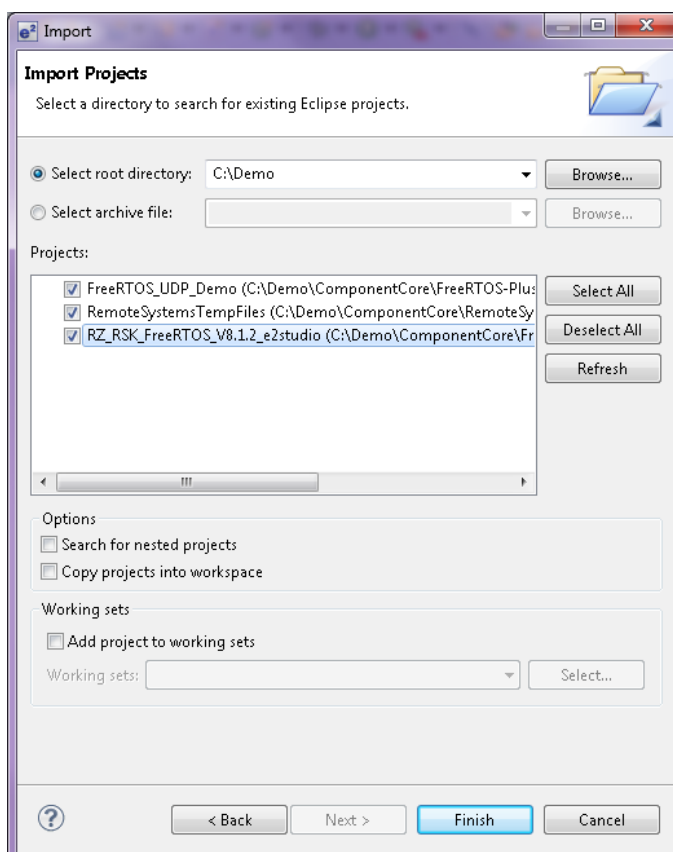 e² Import
Import Projects
Select a directory to search for existing Eclipse projects.
Select root directory: C:\Demo Browse...
Select archive file: Browse...
Projects:
FreeRTOS_UDP_Demo (C:\Demo\ComponentCore\FreeRTOS-Plus Select All
RemoteSystemsTempFiles (C:\Demo\ComponentCore\RemoteSy
RZ_RSK_FreeRTOS_V8.1.2_e2studio (C:\Demo\ComponentCore\Fr Deselect All
Refresh
Options
Search for nested projects
Copy projects into workspace
Working sets
Add project to working sets
Working sets: Select...
? < Back Next > Finish Cancel